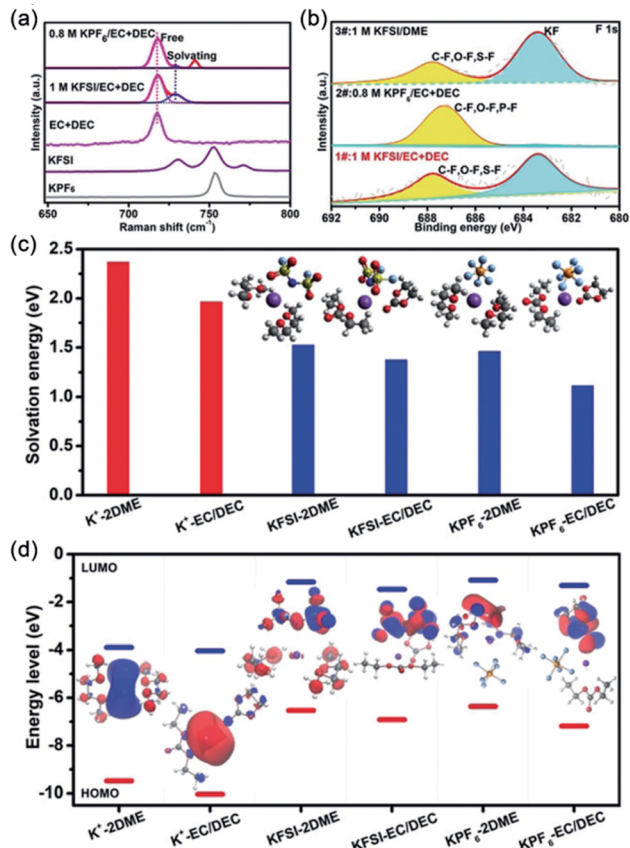 (a)
0.8 M KPF6/EC+DEC
Free
Solvating
1 M KFSI/EC+DEC
EC+DEC
KFSI
KPF6
Intensity (a.u.)
650 700 750 800
Raman shift (cm-1)
(b)
3#:1 M KFSI/DME
KF
F 1s
C-F,O-F,S-F
2#:0.8 M KPF6/EC+DEC
C-F,O-F,P-F
1#:1 M KFSI/EC+DEC
C-F,O-F,S-F
Intensity (a.u.)
692 690 688 686 684 682 680
Binding energy (eV)
(c)
2.5
2.0
1.5
1.0
0.5
0.0
Solvation energy (eV)
K+-2DME
K+-EC/DEC
KFSI-2DME
KFSI-EC/DEC
KPF6-2DME
KPF6-EC/DEC
(d)
0
-2
-4
-6
-8
-10
Energy level (eV)
LUMO
HOMO
K+-2DME
K+-EC/DEC
KFSI-2DME
KFSI-EC/DEC
KPF6-2DME
KPF6-EC/DEC